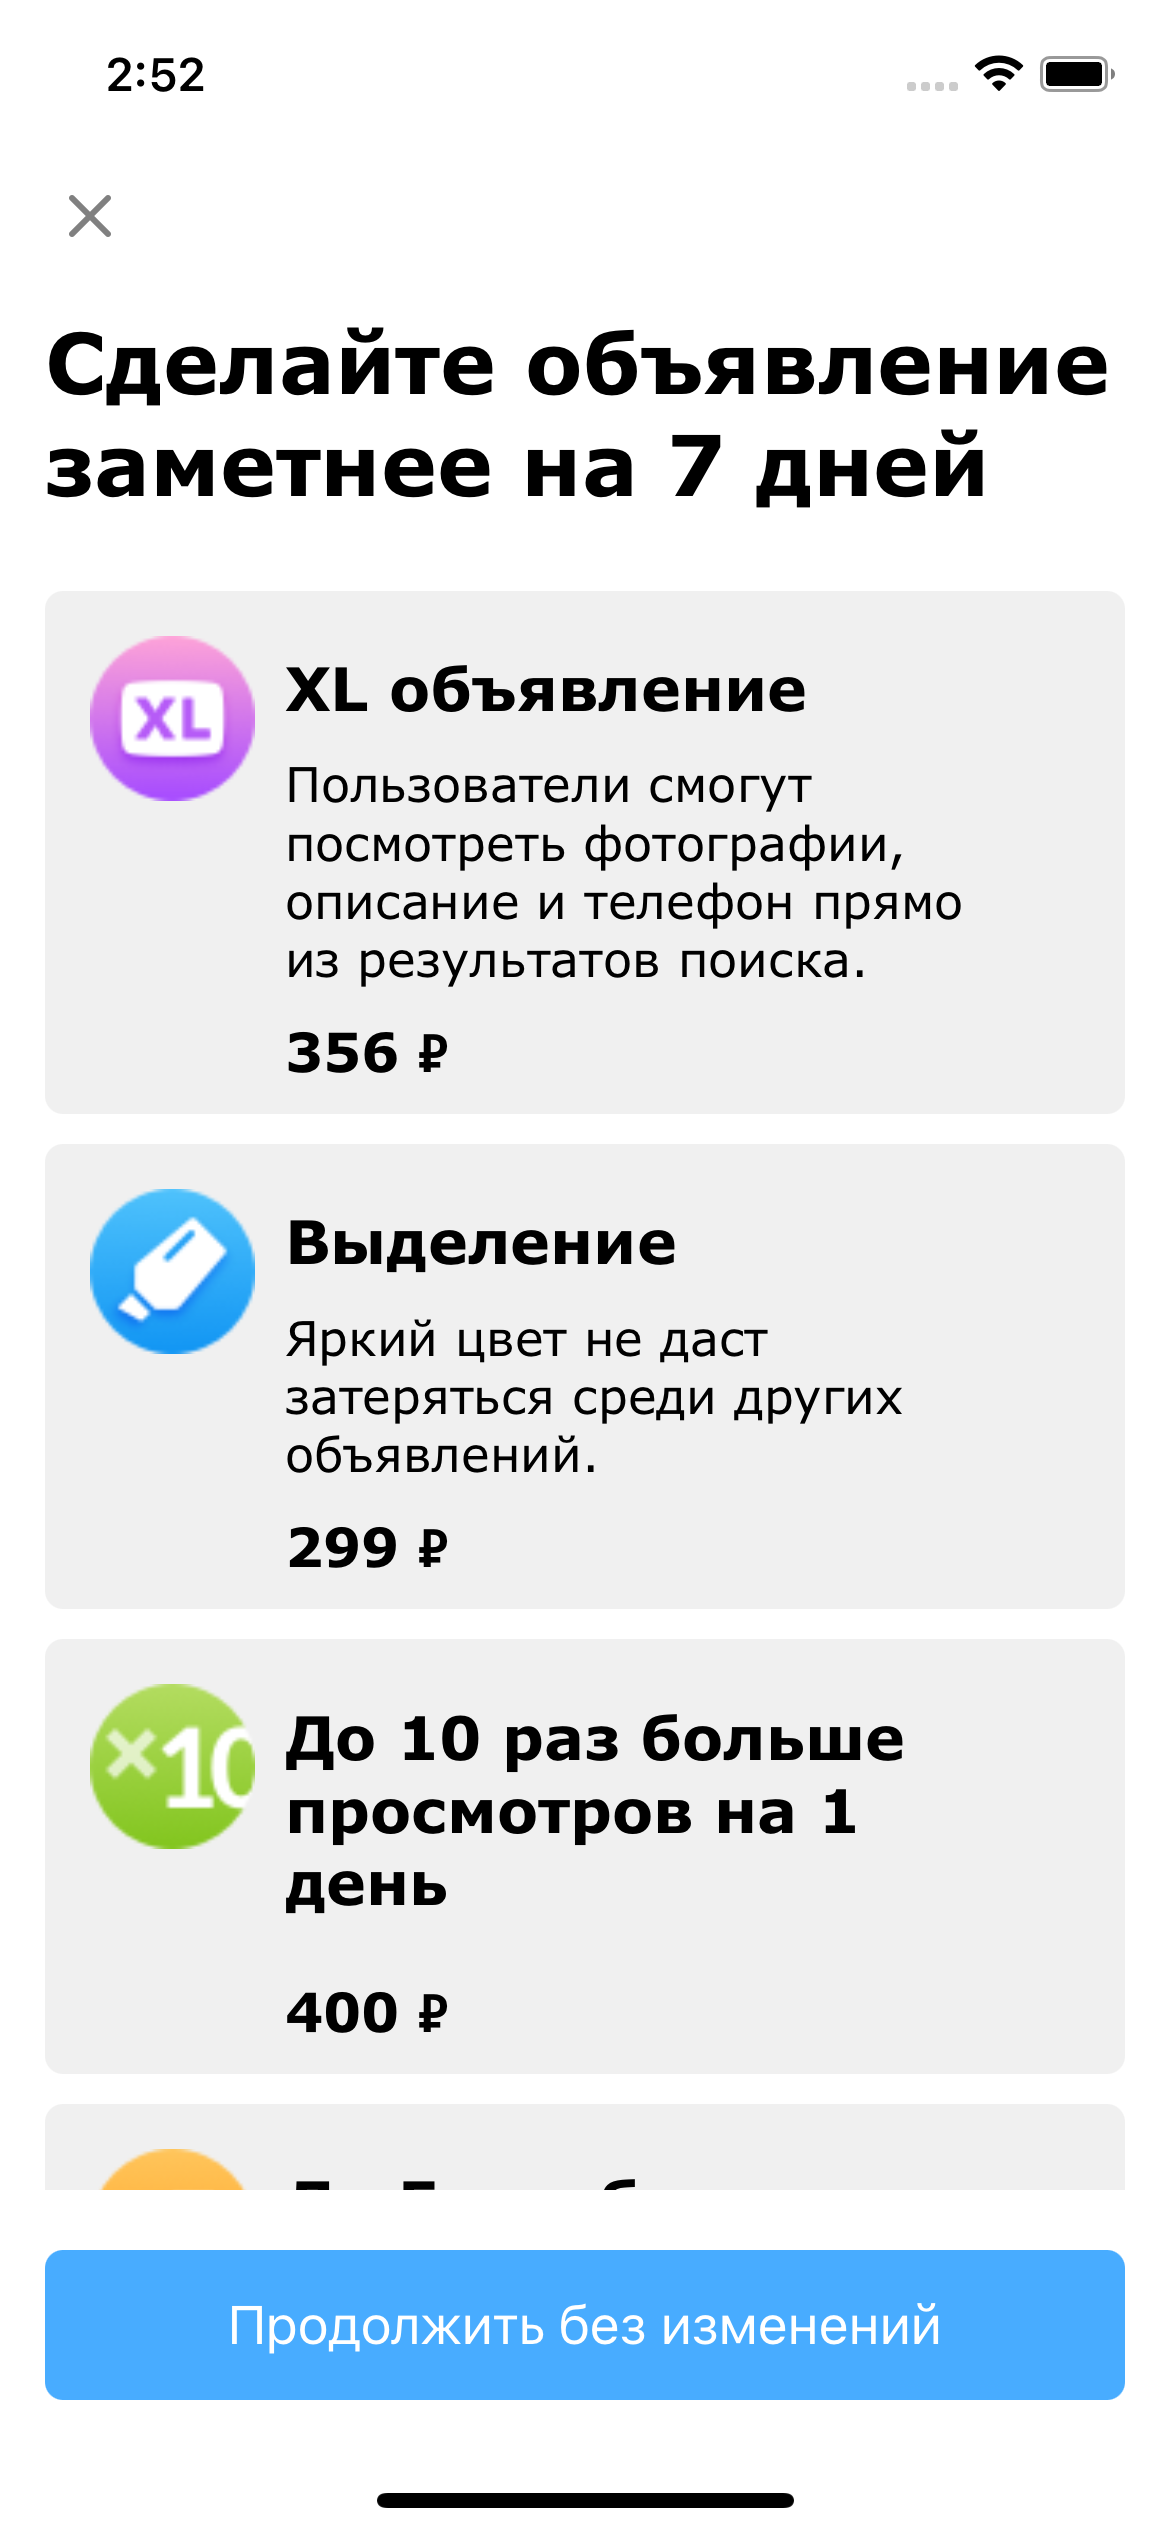 2:52
Сделайте объявление
заметнее на 7 дней
XL
XL объявление
Пользователи смогут
посмотреть фотографии,
описание и телефон прямо
из результатов поиска.
356 ₽
Выделение
Яркий цвет не даст
затеряться среди других
объявлений.
299 ₽
×10
До 10 раз больше
просмотров на 1
день
400 ₽
Продолжить без изменений